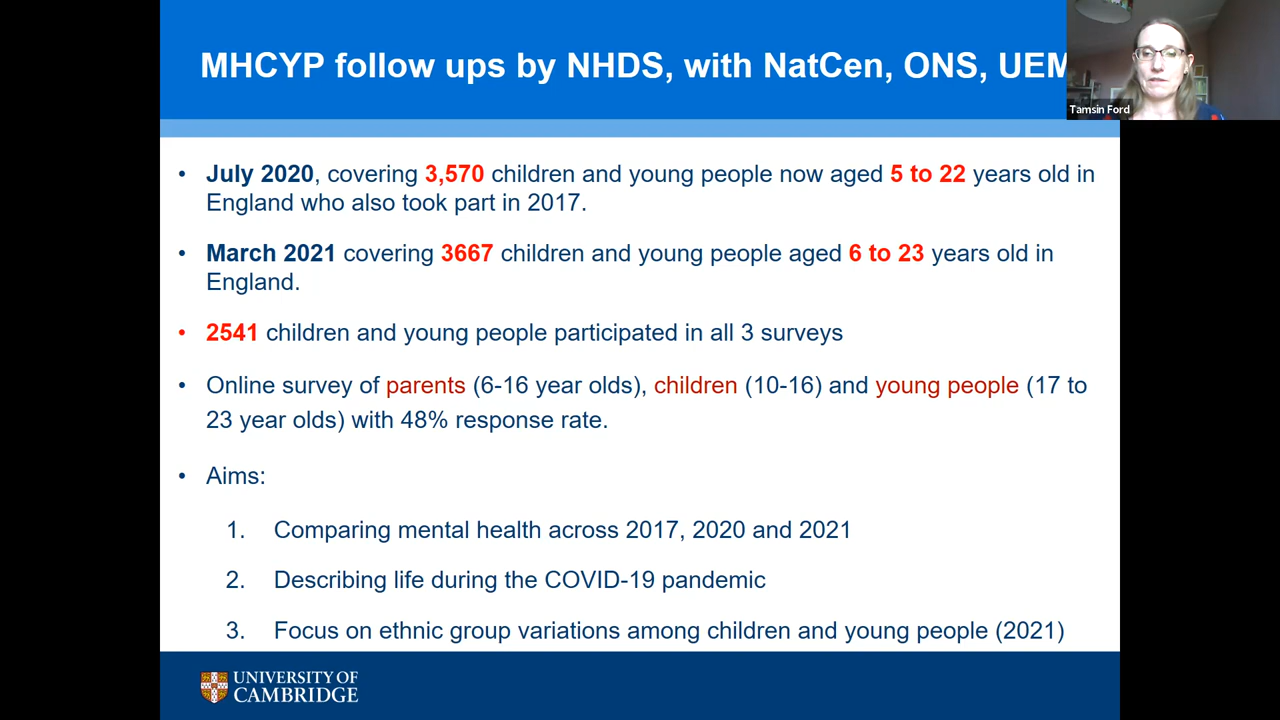 MHCYP follow ups by NHDS, with NatCen, ONS, UEM
Tamsin Ford
• July 2020, covering 3,570 children and young people now aged 5 to 22 years old in
England who also took part in 2017.
• March 2021 covering 3667 children and young people aged 6 to 23 years old in
England.
• 2541 children and young people participated in all 3 surveys
• Online survey of parents (6-16 year olds), children (10-16) and young people (17 to
23 year olds) with 48% response rate.
• Aims:
1. Comparing mental health across 2017, 2020 and 2021
2. Describing life during the COVID-19 pandemic
3. Focus on ethnic group variations among children and young people (2021)
UNIVERSITY OF
CAMBRIDGE